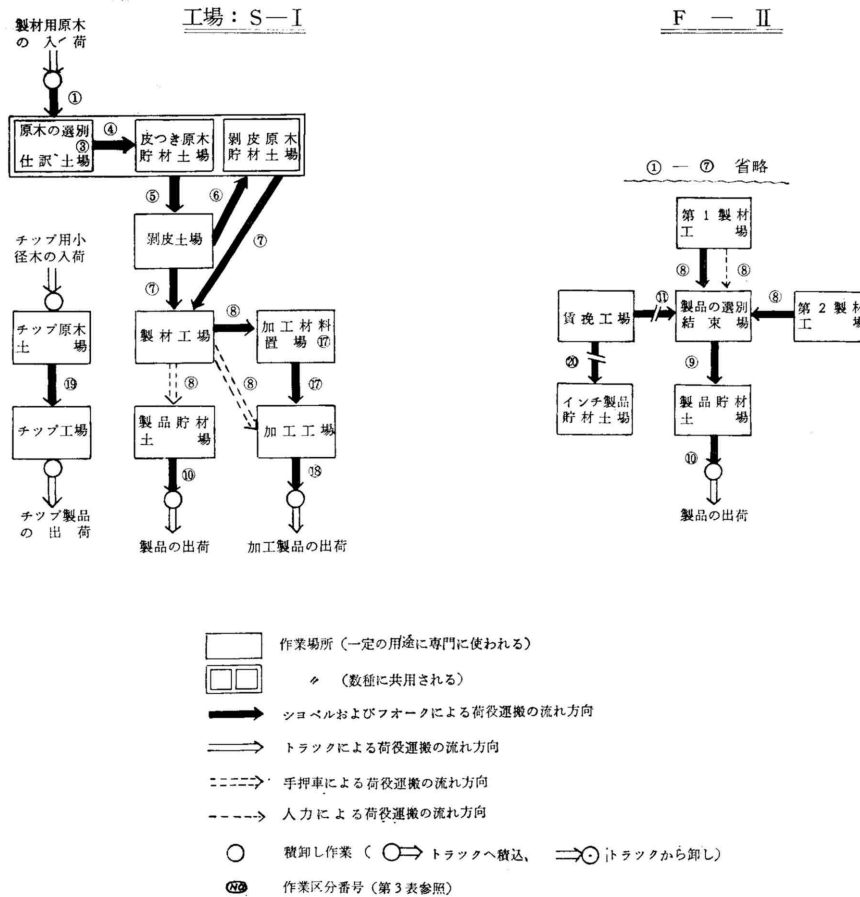 工場：S－I
製材用原木
の入荷
①
原木の選別
③
仕訳土場
④
皮つき原木
貯材土場
剥皮原木
貯材土場
⑤
⑥
⑦
剥皮土場
⑦
チップ用小
径木の入荷
チップ原木
土場
⑲
チップ工場
チップ製品
の出荷
製材工場
⑧
加工材料
置場⑰
⑧
⑧
⑰
製品貯材
土場
加工工場
⑩
⑱
製品の出荷
加工製品の出荷
F－II
①－⑦ 省略
第1製材
工場
⑧
⑧
賃挽工場
⑪
製品の選別
結束場
⑧
第2製材
工
⑳
⑨
インチ製品
貯材土場
製品貯材
土場
⑩
製品の出荷
作業場所（一定の用途に専門に使われる）
〃 （数種に共用される）
シヨベルおよびフオークによる荷役運搬の流れ方向
トラックによる荷役運搬の流れ方向
手押車による荷役運搬の流れ方向
人力による荷役運搬の流れ方向
積卸し作業（ トラックへ積込、 トラックから卸し）
NO 作業区分番号（第3表参照）